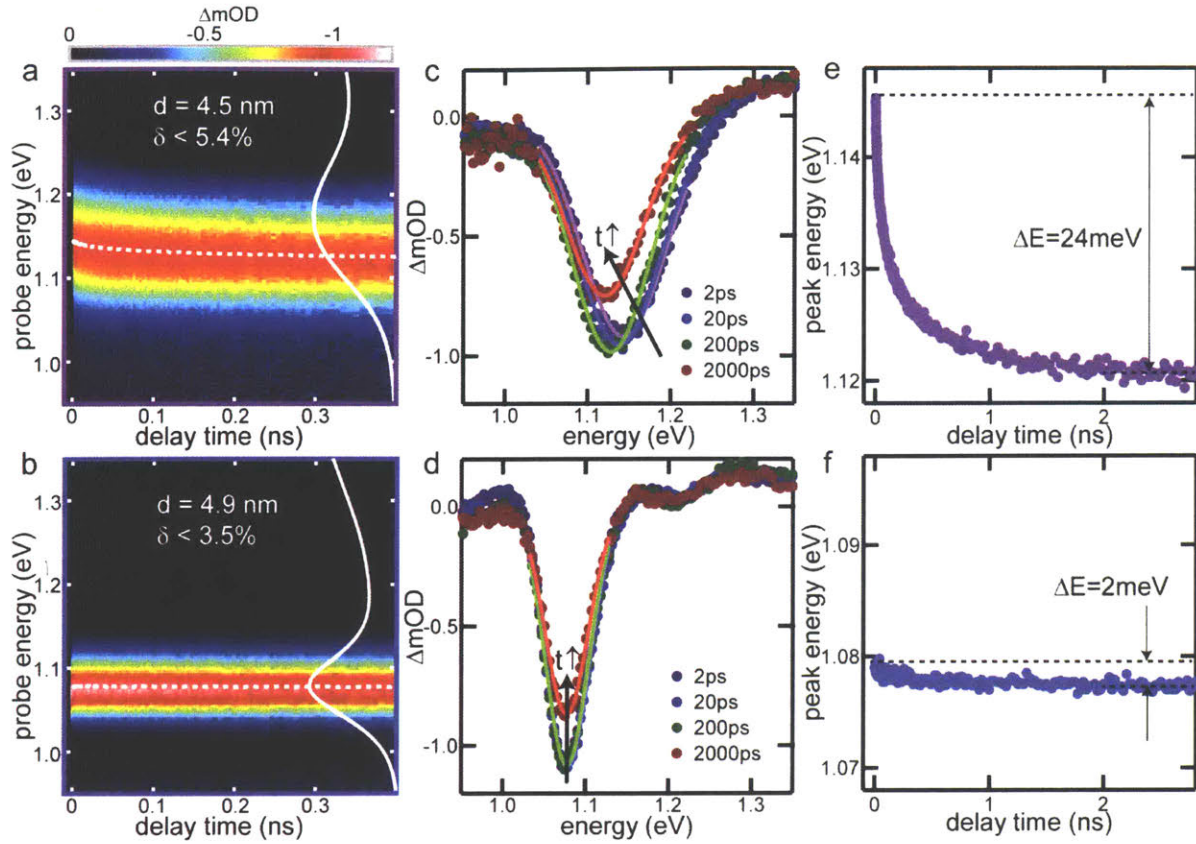 ΔmOD
0 -0.5 -1
a
d = 4.5 nm
δ < 5.4%
probe energy (eV)
1.3
1.2
1.1
1.0
0 0.1 0.2 0.3
delay time (ns)
c
ΔmOD
0.0
-0.5
-1.0
t↑
2ps
20ps
200ps
2000ps
1.0 1.1 1.2 1.3
energy (eV)
e
peak energy (eV)
1.14
1.13
1.12
ΔE=24meV
0 1 2
delay time (ns)
b
d = 4.9 nm
δ < 3.5%
probe energy (eV)
1.3
1.2
1.1
1.0
0 0.1 0.2 0.3
delay time (ns)
d
ΔmOD
0.0
-0.5
-1.0
t↑
2ps
20ps
200ps
2000ps
1.0 1.1 1.2 1.3
energy (eV)
f
peak energy (eV)
1.09
1.08
1.07
ΔE=2meV
0 1 2
delay time (ns)